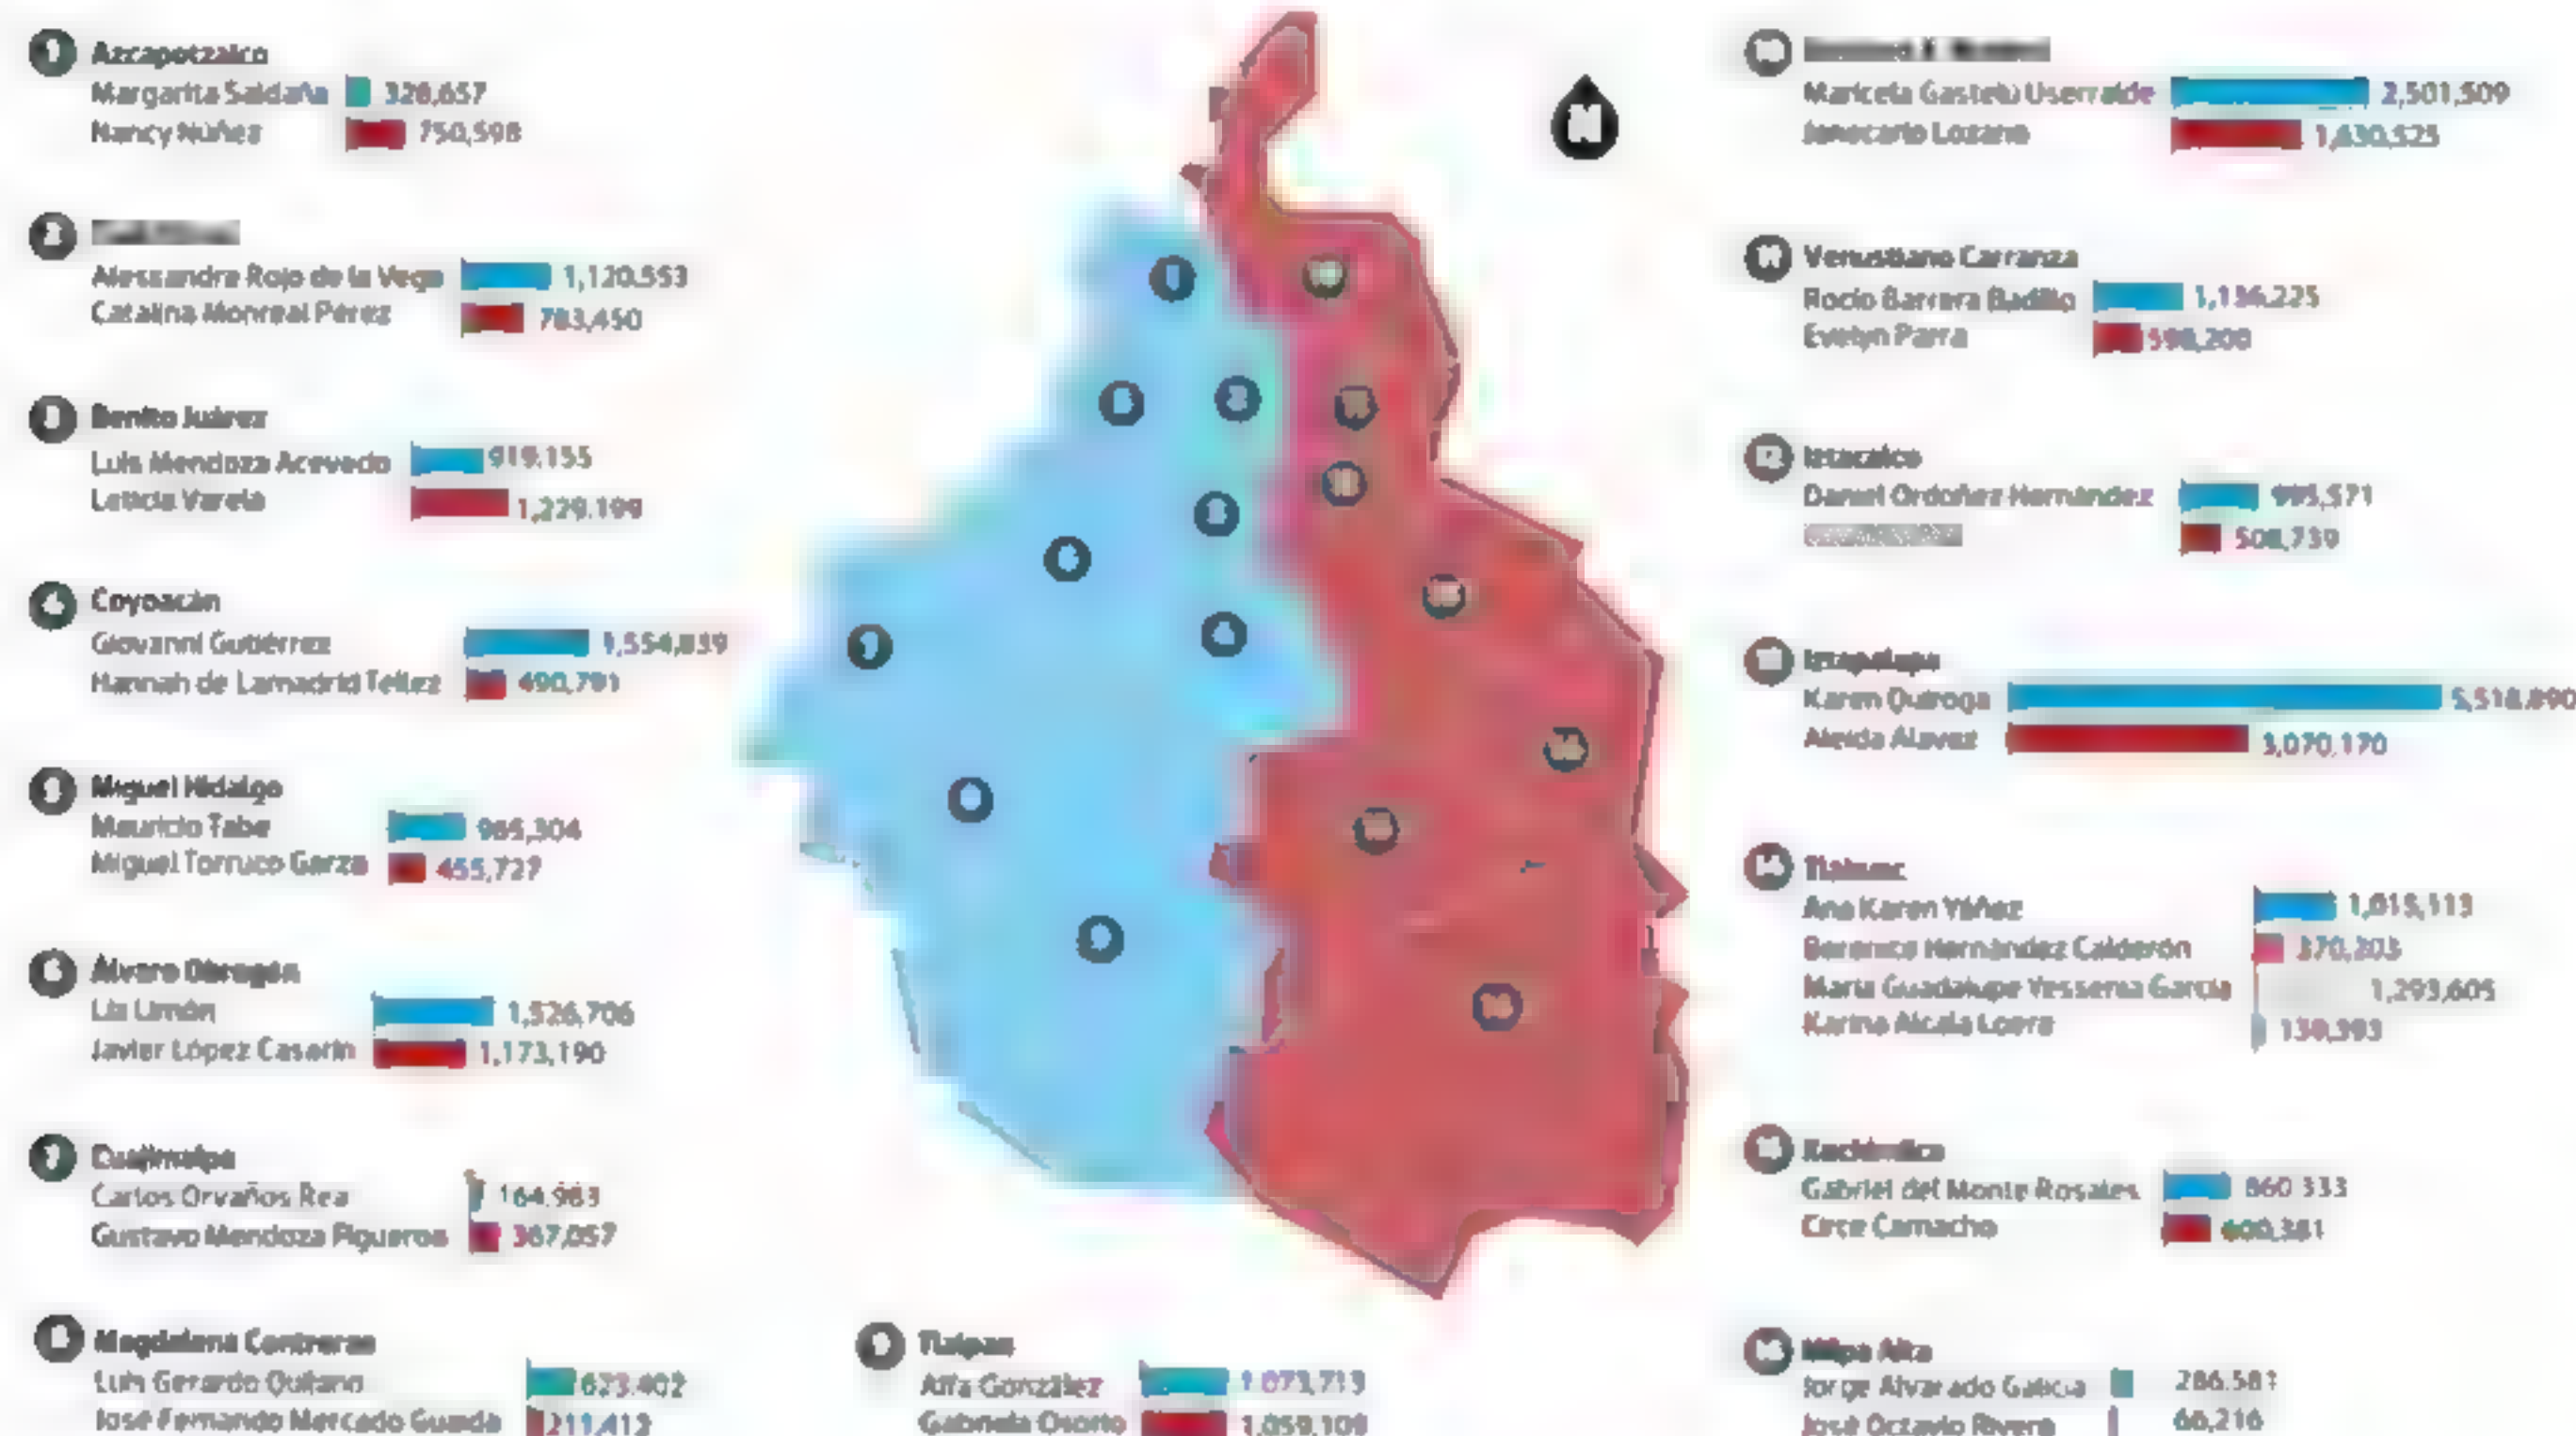 Azcapotzalco
Margarita Saldaña 328,657
Nancy Núñez 750,598
Alessandra Rojo de la Vega 1,120,553
Catalina Monreal Pérez 783,450
Benito Juárez
Luis Mendoza Acevedo 919,155
Leticia Varela 1,229,199
Coyoacán
Giovanni Gutiérrez 1,554,839
Hannah de Lamadrid Téllez 490,791
Miguel Hidalgo
Mauricio Tabe 965,304
Miguel Torruco Garza 455,727
Álvaro Obregón
Lía Limón 1,526,706
Javier López Casarín 1,173,190
7 Cuajimalpa
Carlos Orvaños Rea 164,983
Gustavo Mendoza Figueroa 367,057
Magdalena Contreras
Luis Gerardo Quijano 623,402
José Fernando Mercado Guaida 211,412
Tlalpan
Alfa González 1,073,713
Gabriela Osorio 1,059,109
N
Maricela Gastelú Userralde 2,501,509
Janecarlo Lozano 1,630,525
Venustiano Carranza
Rocío Barrera Badillo 1,136,225
Evelyn Parra 598,200
Iztacalco
Daniel Ordoñez Hernández 995,571
508,739
Iztapalapa
Karen Quiroga 5,518,890
Aleida Alavez 3,070,170
Tláhuac
Ana Karen Yáñez 1,015,113
Berenice Hernández Calderón 370,203
María Guadalupe Yessenia García 1,293,605
Karina Alcala Loera 130,393
Xochimilco
Gabriel del Monte Rosales 860,333
Circe Camacho 600,381
Milpa Alta
Jorge Alvarado Galicia 286,581
José Octavio Rivero 66,216